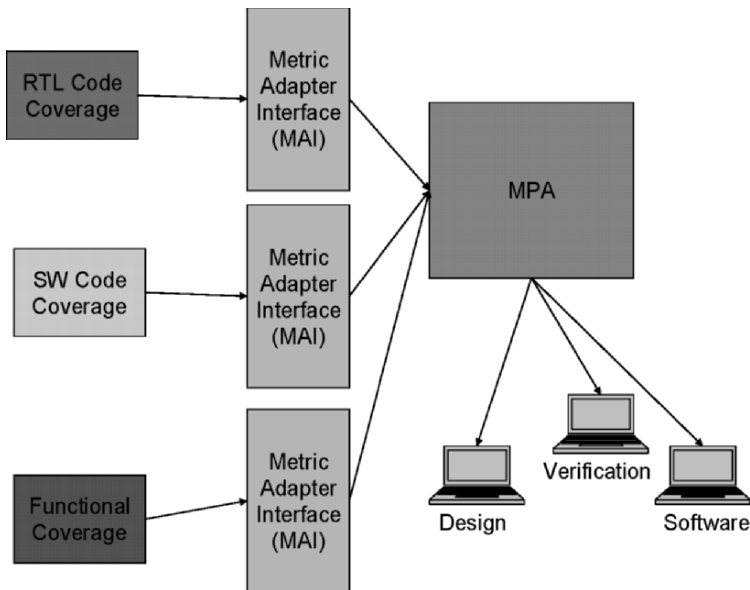 RTL Code
Coverage
Metric
Adapter
Interface
(MAI)
MPA
SW Code
Coverage
Metric
Adapter
Interface
(MAI)
Functional
Coverage
Metric
Adapter
Interface
(MAI)
Verification
Design
Software